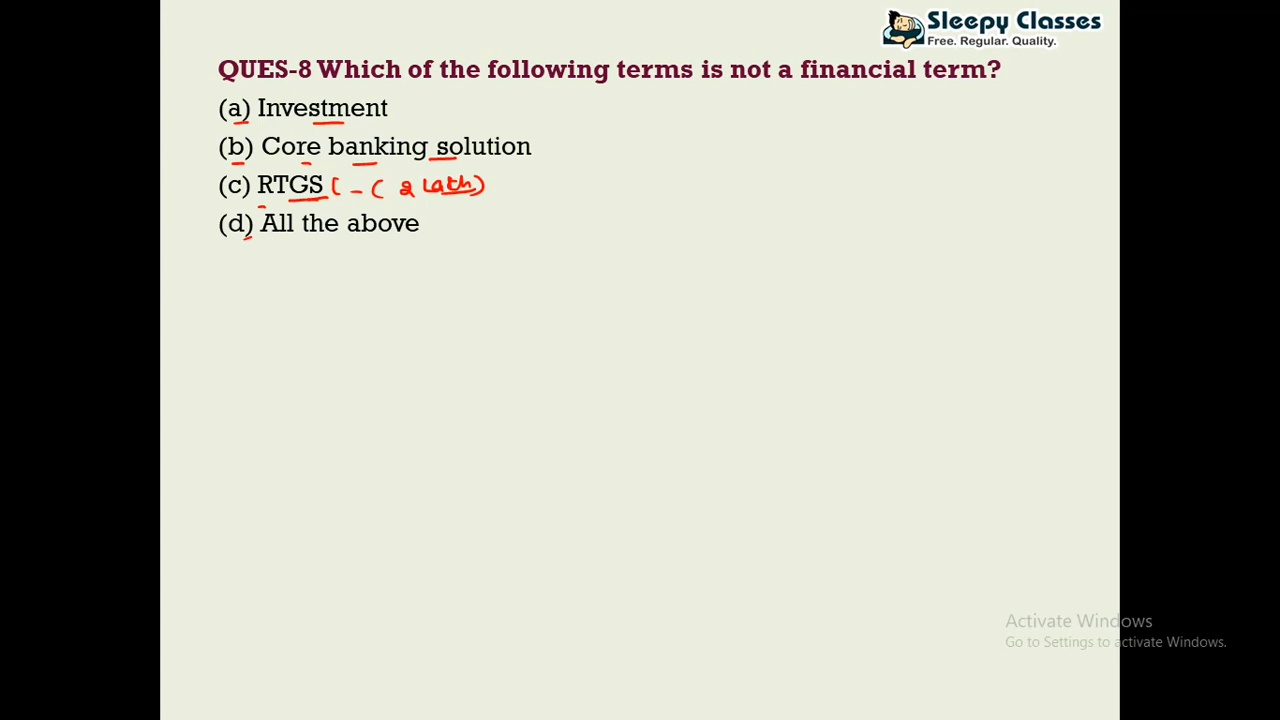 Sleepy Classes
Free. Regular. Quality.
QUES-8 Which of the following terms is not a financial term?
(a) Investment
(b) Core banking solution
(c) RTGS [ - ( 2 lakh)
(d) All the above
Activate Windows
Go to Settings to activate Windows.